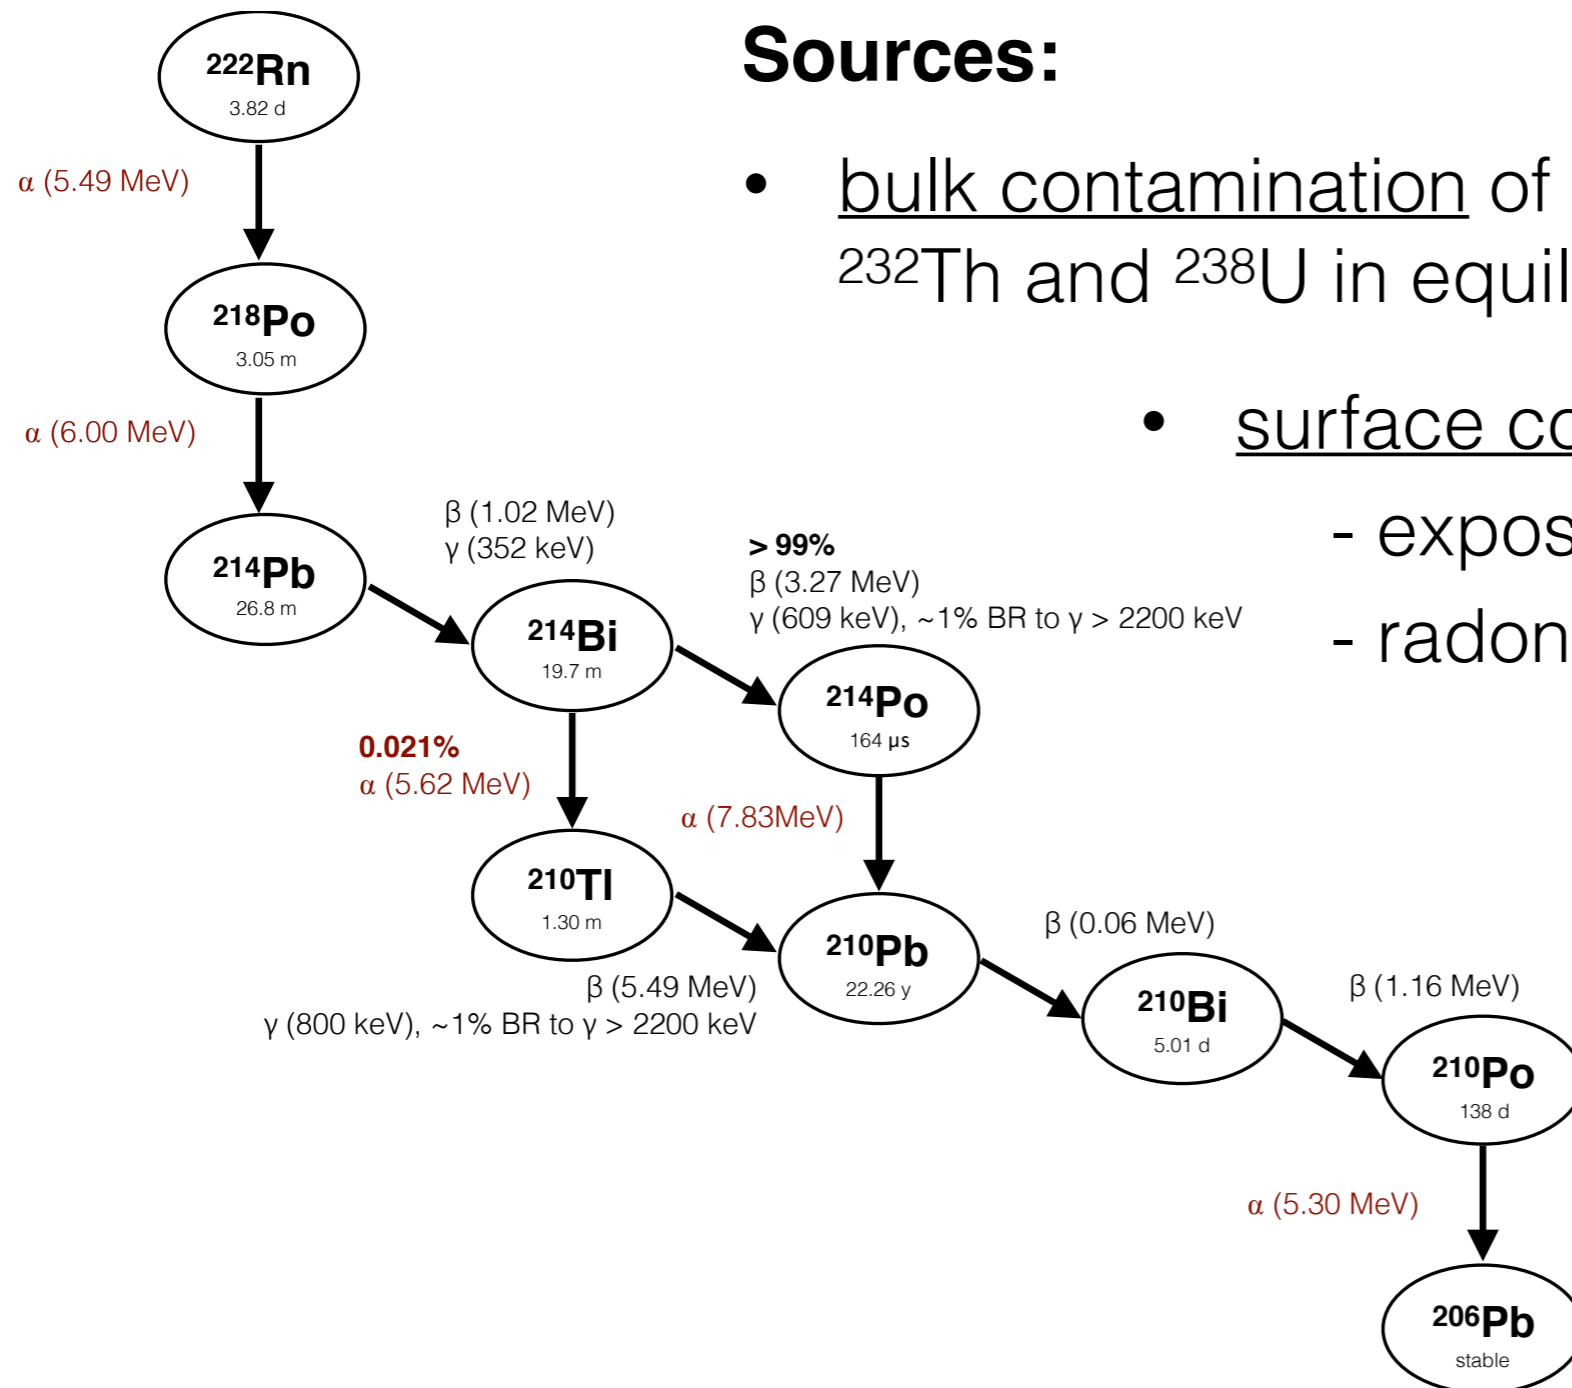 Sources:
• bulk contamination of
²³²Th and ²³⁸U in equil
• surface co
- expos
- radon
²²²Rn
3.82 d
α (5.49 MeV)
²¹⁸Po
3.05 m
α (6.00 MeV)
²¹⁴Pb
26.8 m
β (1.02 MeV)
γ (352 keV)
²¹⁴Bi
19.7 m
> 99%
β (3.27 MeV)
γ (609 keV), ~1% BR to γ > 2200 keV
²¹⁴Po
164 µs
0.021%
α (5.62 MeV)
α (7.83MeV)
²¹⁰Tl
1.30 m
β (5.49 MeV)
γ (800 keV), ~1% BR to γ > 2200 keV
²¹⁰Pb
22.26 y
β (0.06 MeV)
²¹⁰Bi
5.01 d
β (1.16 MeV)
²¹⁰Po
138 d
α (5.30 MeV)
²⁰⁶Pb
stable